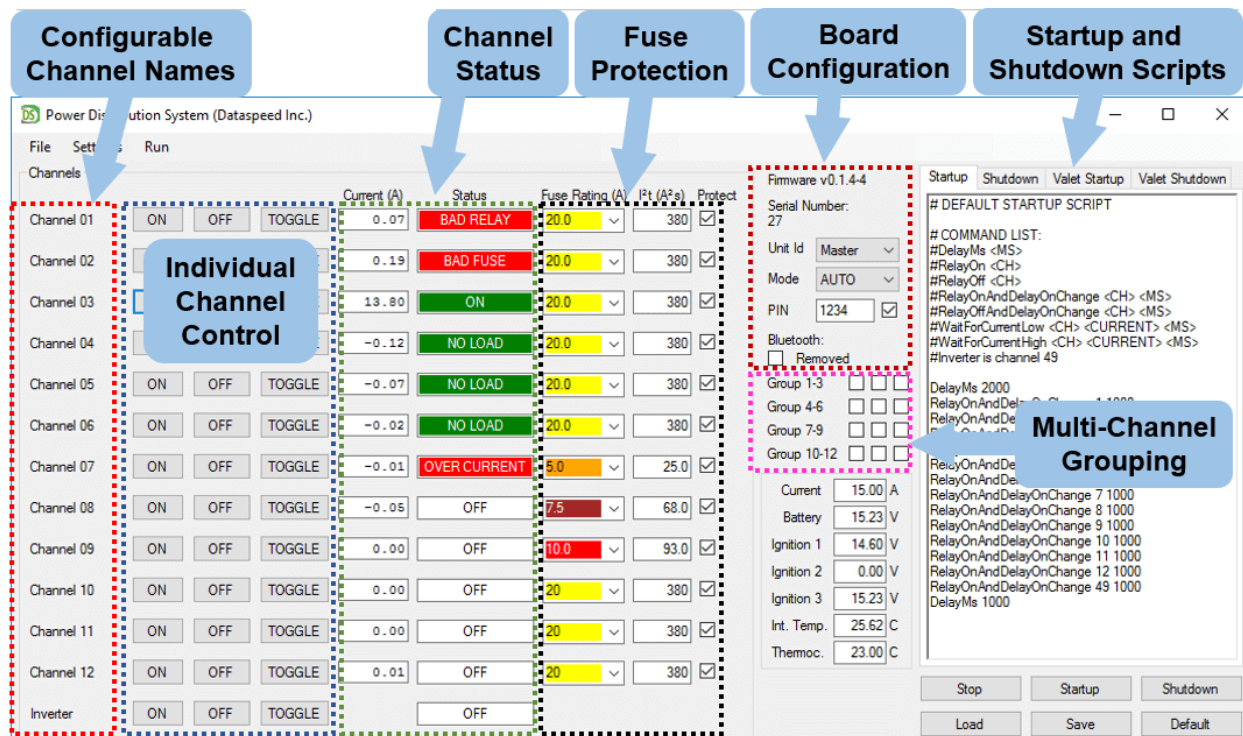 Configurable
Channel Names
Channel
Status
Fuse
Protection
Board
Configuration
Startup and
Shutdown Scripts
Power Distribution System (Dataspeed Inc.)
File Settings Run
Channels
Current (A) Status Fuse Rating (A) I²t (A²s) Protect
Channel 01 ON OFF TOGGLE 0.07 BAD RELAY 20.0 380
Channel 02 0.19 BAD FUSE 20.0 380
Channel 03 13.80 ON 20.0 380
Channel 04 -0.12 NO LOAD 20.0 380
Channel 05 ON OFF TOGGLE -0.07 NO LOAD 20.0 380
Channel 06 ON OFF TOGGLE -0.02 NO LOAD 20.0 380
Channel 07 ON OFF TOGGLE -0.01 OVER CURRENT 5.0 25.0
Channel 08 ON OFF TOGGLE -0.05 OFF 7.5 68.0
Channel 09 ON OFF TOGGLE 0.00 OFF 10.0 93.0
Channel 10 ON OFF TOGGLE 0.00 OFF 20 380
Channel 11 ON OFF TOGGLE 0.00 OFF 20 380
Channel 12 ON OFF TOGGLE 0.01 OFF 20 380
Inverter ON OFF TOGGLE OFF
Individual
Channel
Control
Firmware v0.1.4-4
Serial Number:
27
Unit Id Master
Mode AUTO
PIN 1234
Bluetooth:
Removed
Group 1-3
Group 4-6
Group 7-9
Group 10-12
Multi-Channel
Grouping
Current 15.00 A
Battery 15.23 V
Ignition 1 14.60 V
Ignition 2 0.00 V
Ignition 3 15.23 V
Int. Temp. 25.62 C
Thermoc. 23.00 C
Startup Shutdown Valet Startup Valet Shutdown
# DEFAULT STARTUP SCRIPT
# COMMAND LIST:
#DelayMs <MS>
#RelayOn <CH>
#RelayOff <CH>
#RelayOnAndDelayOnChange <CH> <MS>
#RelayOffAndDelayOnChange <CH> <MS>
#WaitForCurrentLow <CH> <CURRENT> <MS>
#WaitForCurrentHigh <CH> <CURRENT> <MS>
#Inverter is channel 49
DelayMs 2000
RelayOnAndDelayOnChange 7 1000
RelayOnAndDelayOnChange 8 1000
RelayOnAndDelayOnChange 9 1000
RelayOnAndDelayOnChange 10 1000
RelayOnAndDelayOnChange 11 1000
RelayOnAndDelayOnChange 12 1000
RelayOnAndDelayOnChange 49 1000
DelayMs 1000
Stop Startup Shutdown
Load Save Default